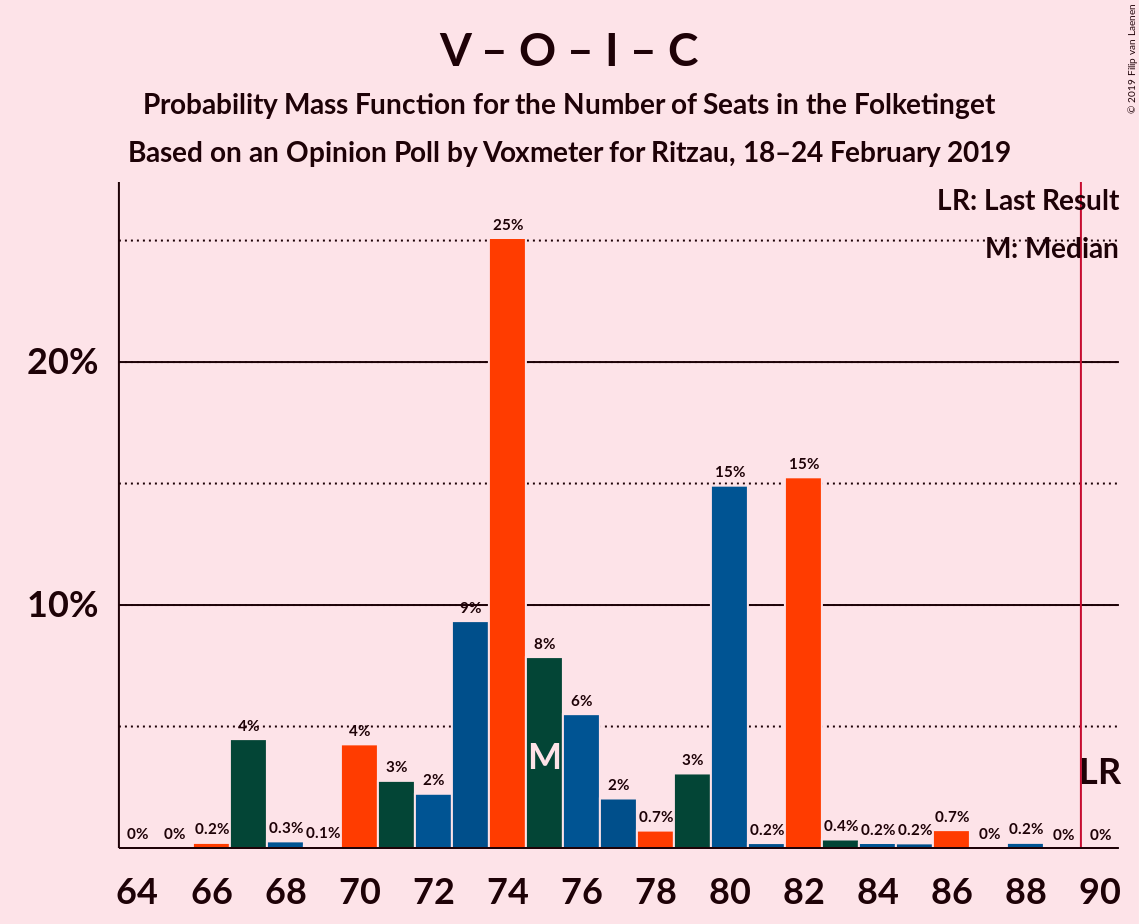 V – O – I – C
Probability Mass Function for the Number of Seats in the Folketinget
Based on an Opinion Poll by Voxmeter for Ritzau, 18–24 February 2019
© 2019 Filip van Laenen
LR: Last Result
M: Median
20%
10%
0% 0% 0.2% 4% 0.3% 0.1% 4% 3% 2% 9% 25% 8% 6% 2% 0.7% 3% 15% 0.2% 15% 0.4% 0.2% 0.2% 0.7% 0% 0.2% 0% 0%
M
LR
64 66 68 70 72 74 76 78 80 82 84 86 88 90